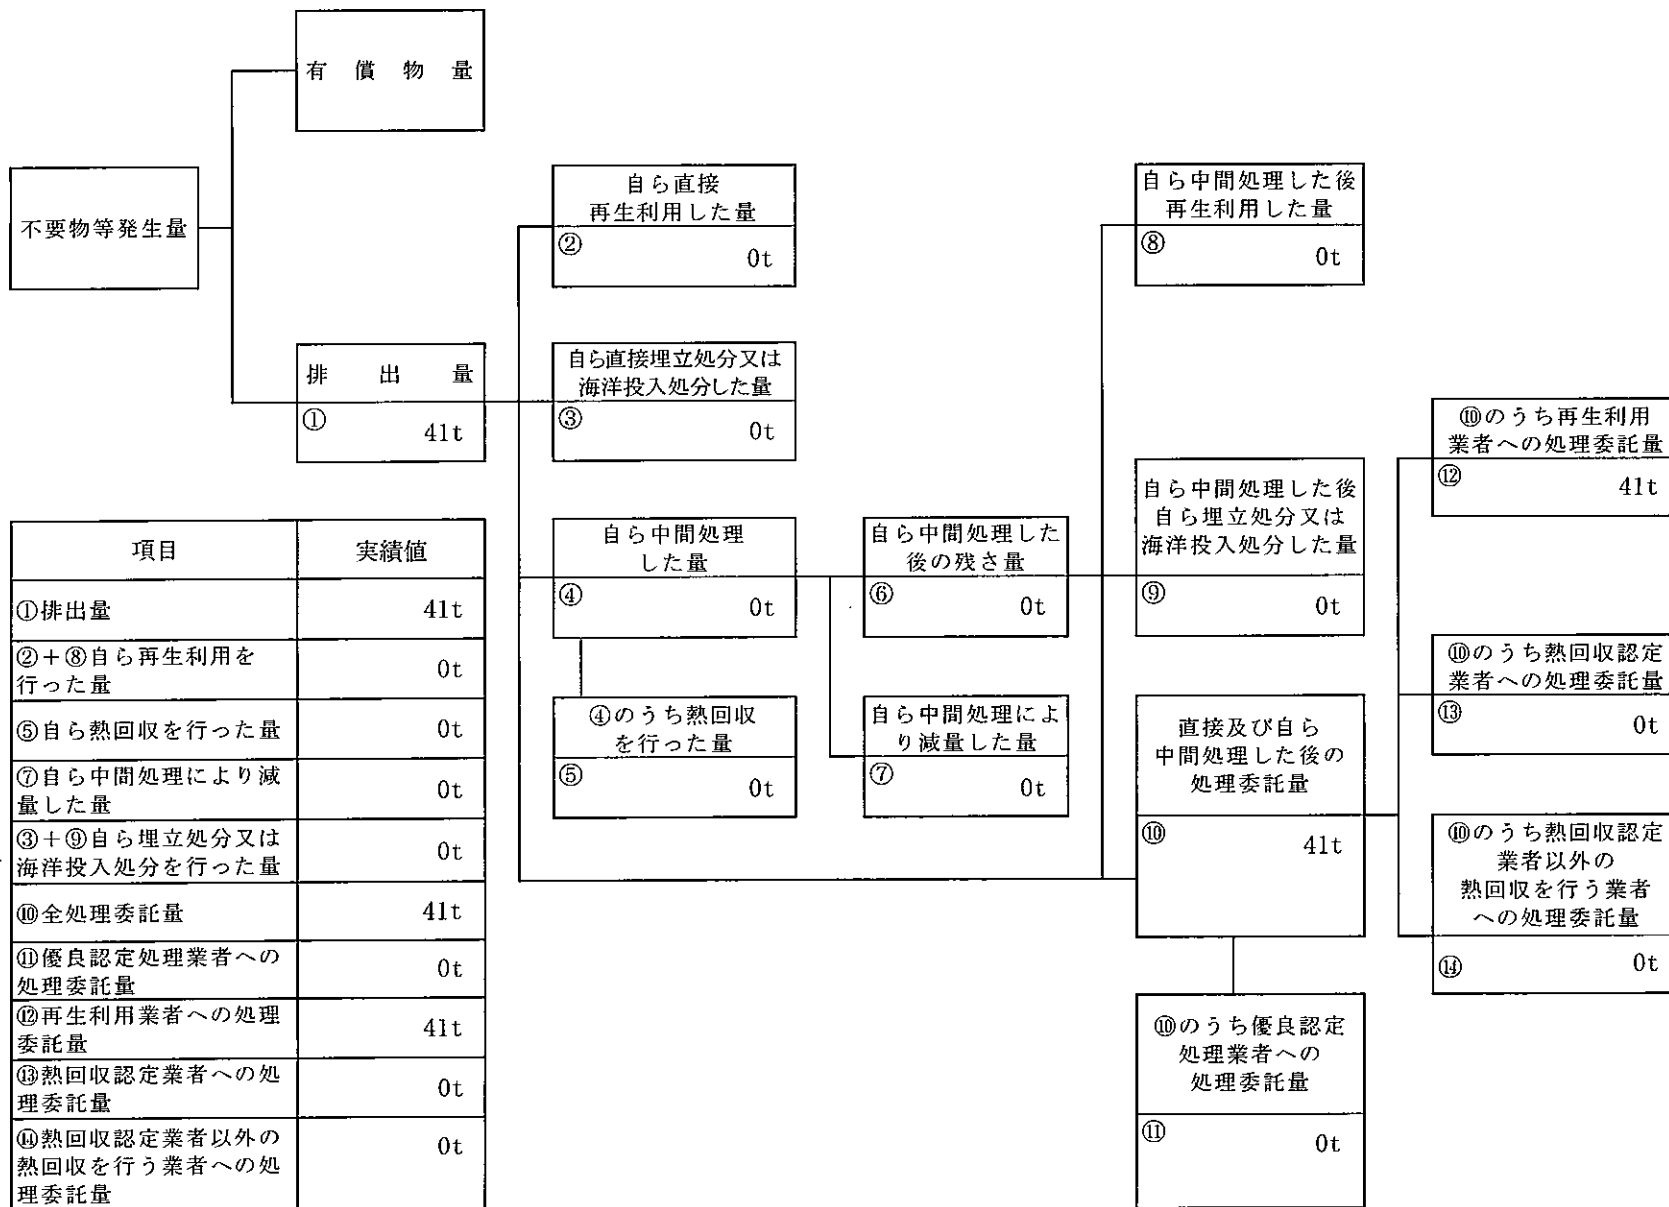 有償物量
不要物等発生量
排出量
①
41t
自ら直接
再生利用した量
②
0t
自ら直接埋立処分又は
海洋投入処分した量
③
0t
自ら中間処理
した量
④
0t
④のうち熱回収
を行った量
⑤
0t
自ら中間処理した
後の残さ量
⑥
0t
自ら中間処理によ
り減量した量
⑦
0t
自ら中間処理した後
再生利用した量
⑧
0t
自ら中間処理した後
自ら埋立処分又は
海洋投入処分した量
⑨
0t
直接及び自ら
中間処理した後の
処理委託量
⑩
41t
⑩のうち優良認定
処理業者への
処理委託量
⑪
0t
⑩のうち再生利用
業者への処理委託量
⑫
41t
⑩のうち熱回収認定
業者への処理委託量
⑬
0t
⑩のうち熱回収認定
業者以外の
熱回収を行う業者
への処理委託量
⑭
0t
項目 実績値
①排出量 41t
②+⑧自ら再生利用を
行った量 0t
⑤自ら熱回収を行った量 0t
⑦自ら中間処理により減
量した量 0t
③+⑨自ら埋立処分又は
海洋投入処分を行った量 0t
⑩全処理委託量 41t
⑪優良認定処理業者への
処理委託量 0t
⑫再生利用業者への処理
委託量 41t
⑬熱回収認定業者への処
理委託量 0t
⑭熱回収認定業者以外の
熱回収を行う業者への処
理委託量 0t